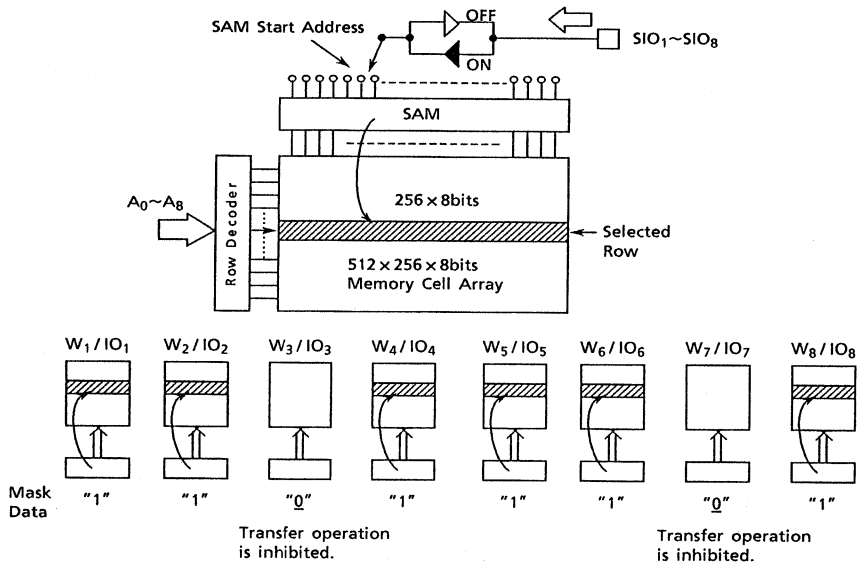 OFF
SAM Start Address
SIO₁~SIO₈
ON
SAM
A₀~A₈
Row Decoder
256 × 8bits
Selected
Row
512 × 256 × 8bits
Memory Cell Array
W₁/IO₁ W₂/IO₂ W₃/IO₃ W₄/IO₄ W₅/IO₅ W₆/IO₆ W₇/IO₇ W₈/IO₈
Mask
Data
"1" "1" "0" "1" "1" "1" "0" "1"
Transfer operation
is inhibited.
Transfer operation
is inhibited.